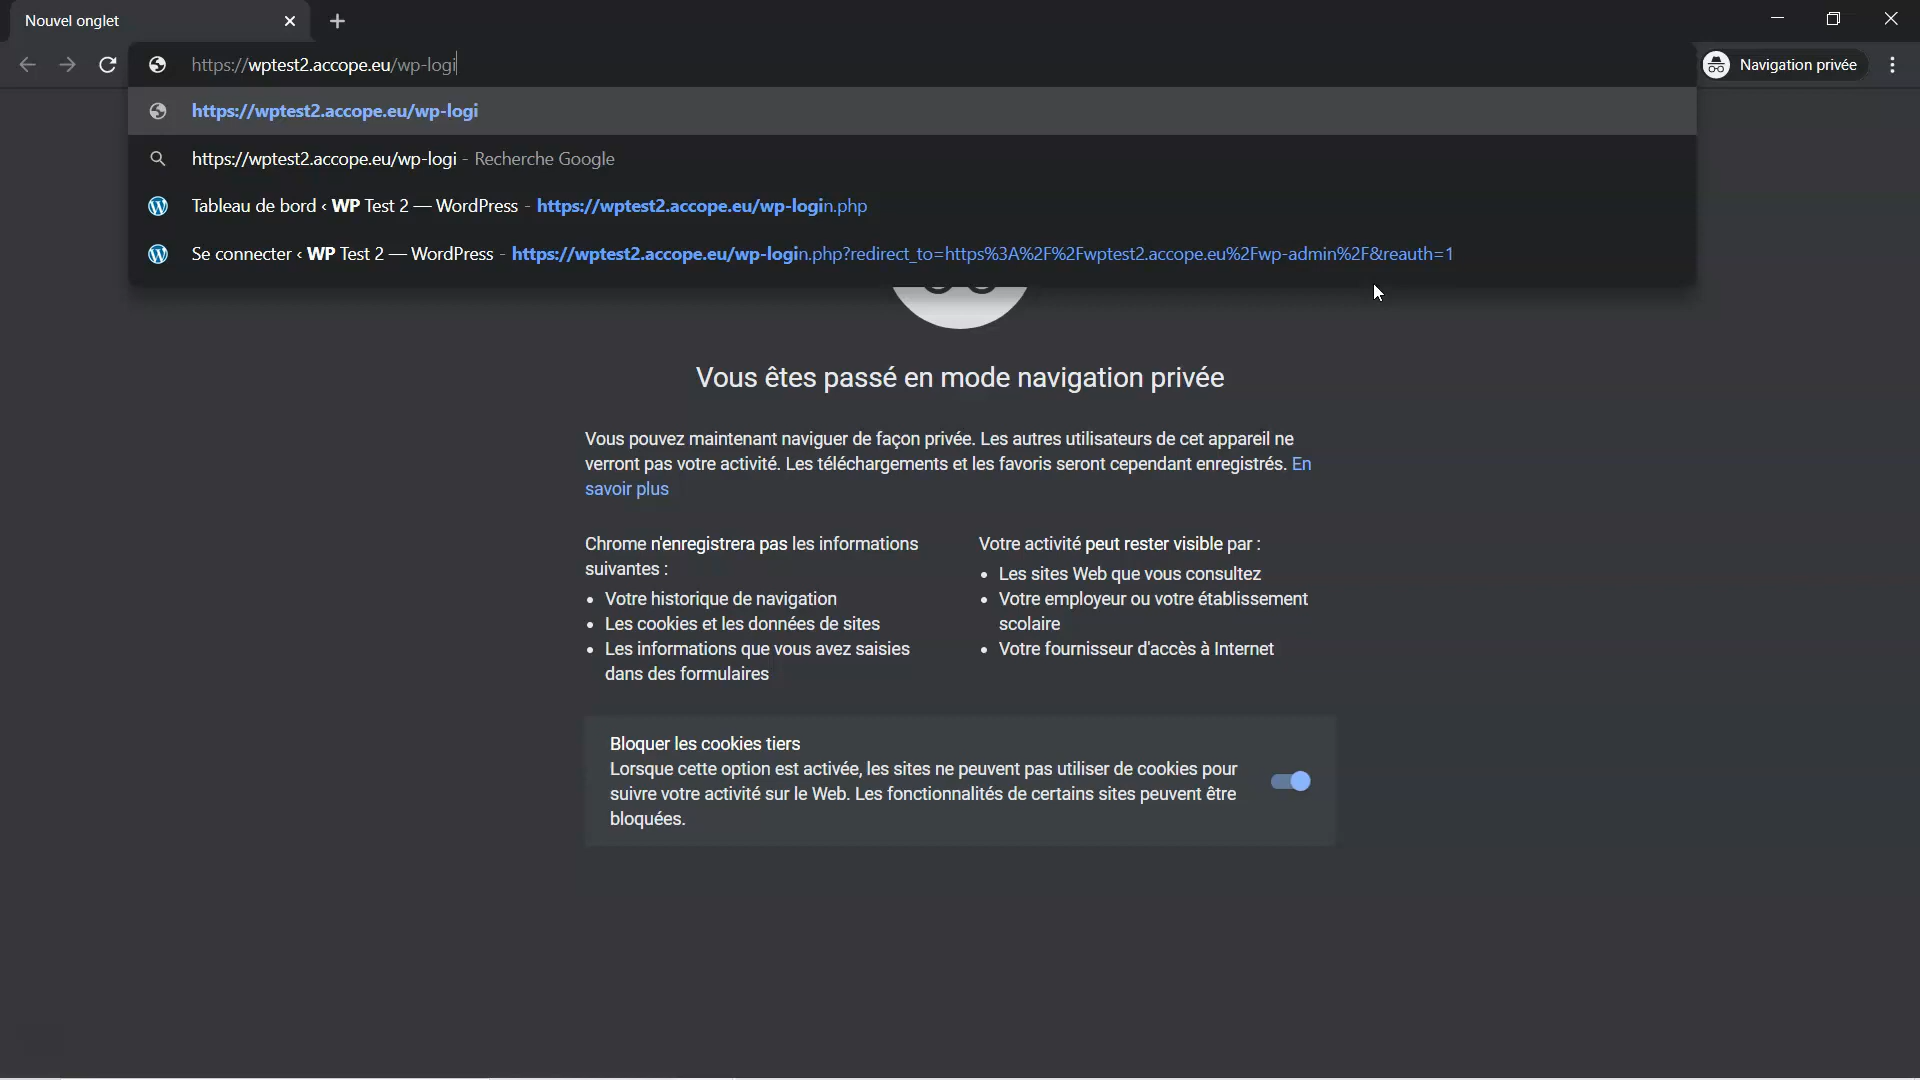 Nouvel onglet
https://wptest2.accope.eu/wp-logi
Navigation privée
https://wptest2.accope.eu/wp-logi
https://wptest2.accope.eu/wp-logi - Recherche Google
Tableau de bord ‹ WP Test 2 — WordPress - https://wptest2.accope.eu/wp-login.php
Se connecter ‹ WP Test 2 — WordPress - https://wptest2.accope.eu/wp-login.php?redirect_to=https%3A%2F%2Fwptest2.accope.eu%2Fwp-admin%2F&reauth=1
Vous êtes passé en mode navigation privée
Vous pouvez maintenant naviguer de façon privée. Les autres utilisateurs de cet appareil ne
verront pas votre activité. Les téléchargements et les favoris seront cependant enregistrés. En
savoir plus
Chrome n'enregistrera pas les informations
suivantes :
• Votre historique de navigation
• Les cookies et les données de sites
• Les informations que vous avez saisies
dans des formulaires
Votre activité peut rester visible par :
• Les sites Web que vous consultez
• Votre employeur ou votre établissement
scolaire
• Votre fournisseur d'accès à Internet
Bloquer les cookies tiers
Lorsque cette option est activée, les sites ne peuvent pas utiliser de cookies pour
suivre votre activité sur le Web. Les fonctionnalités de certains sites peuvent être
bloquées.